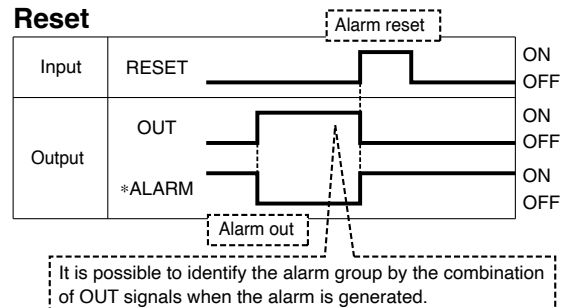 Reset
Alarm reset
Input
RESET
ON
OFF
Output
OUT
ON
OFF
*ALARM
ON
OFF
Alarm out
It is possible to identify the alarm group by the combination
of OUT signals when the alarm is generated.